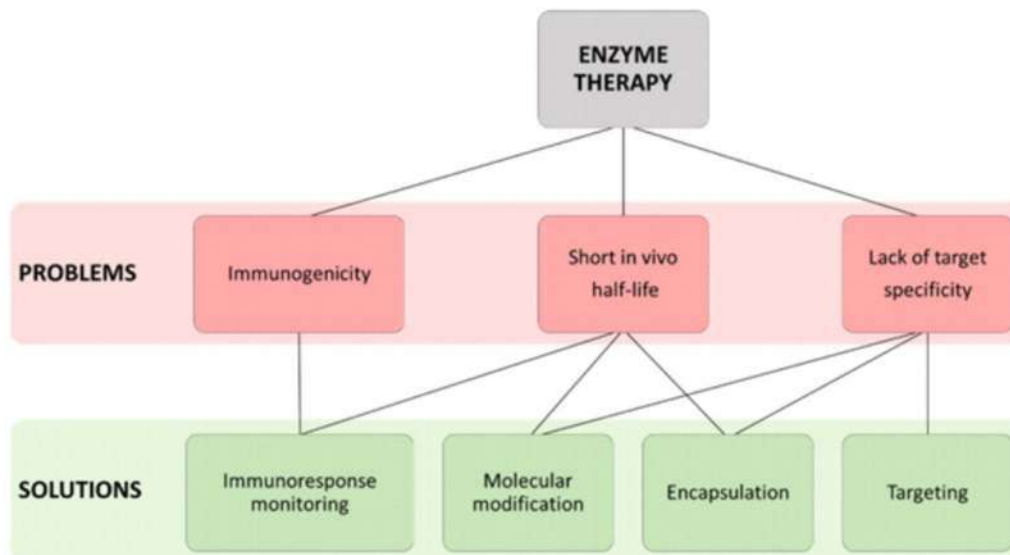 ENZYME
THERAPY
PROBLEMS
Immunogenicity
Short in vivo
half-life
Lack of target
specificity
SOLUTIONS
Immunoresponse
monitoring
Molecular
modification
Encapsulation
Targeting